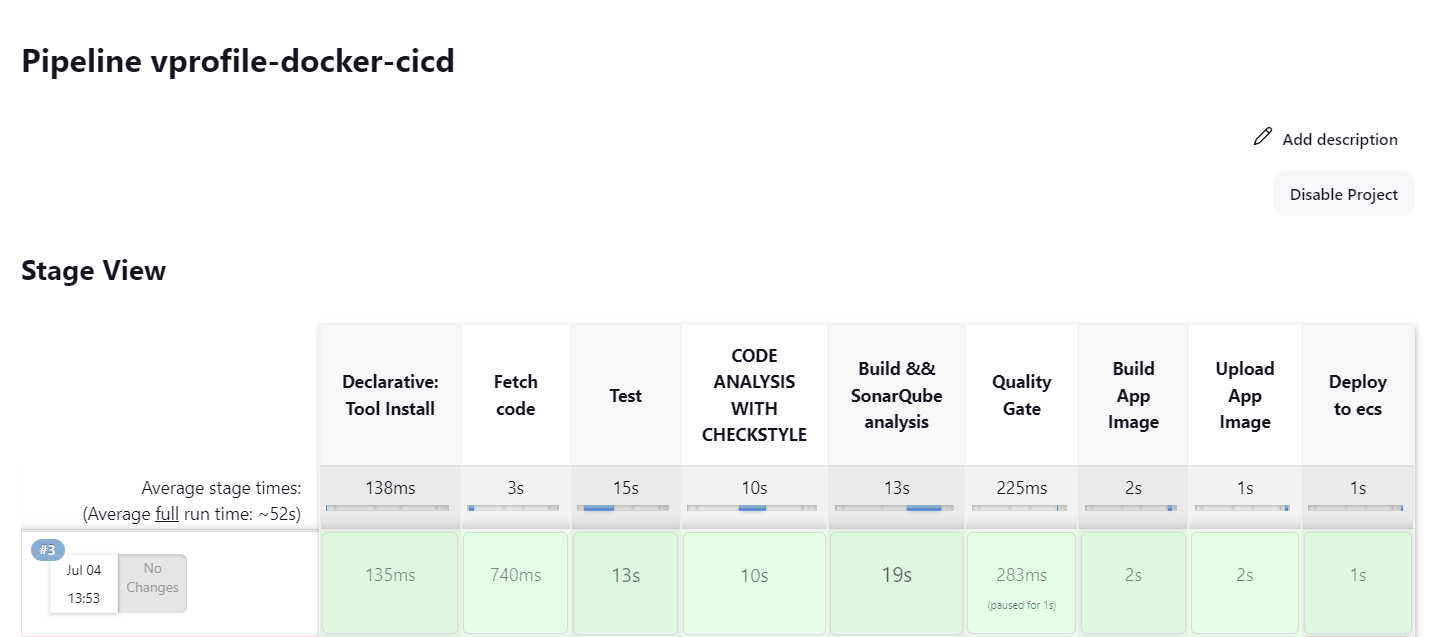 Pipeline vprofile-docker-cicd
Add description
Disable Project
Stage View
Declarative:
Tool Install
Fetch
code
Test
CODE
ANALYSIS
WITH
CHECKSTYLE
Build &&
SonarQube
analysis
Quality
Gate
Build
App
Image
Upload
App
Image
Deploy
to ecs
Average stage times:
(Average full run time: ~52s)
138ms
3s
15s
10s
13s
225ms
2s
1s
1s
#3
Jul 04
13:53
No
Changes
135ms
740ms
13s
10s
19s
283ms
(paused for 1s)
2s
2s
1s